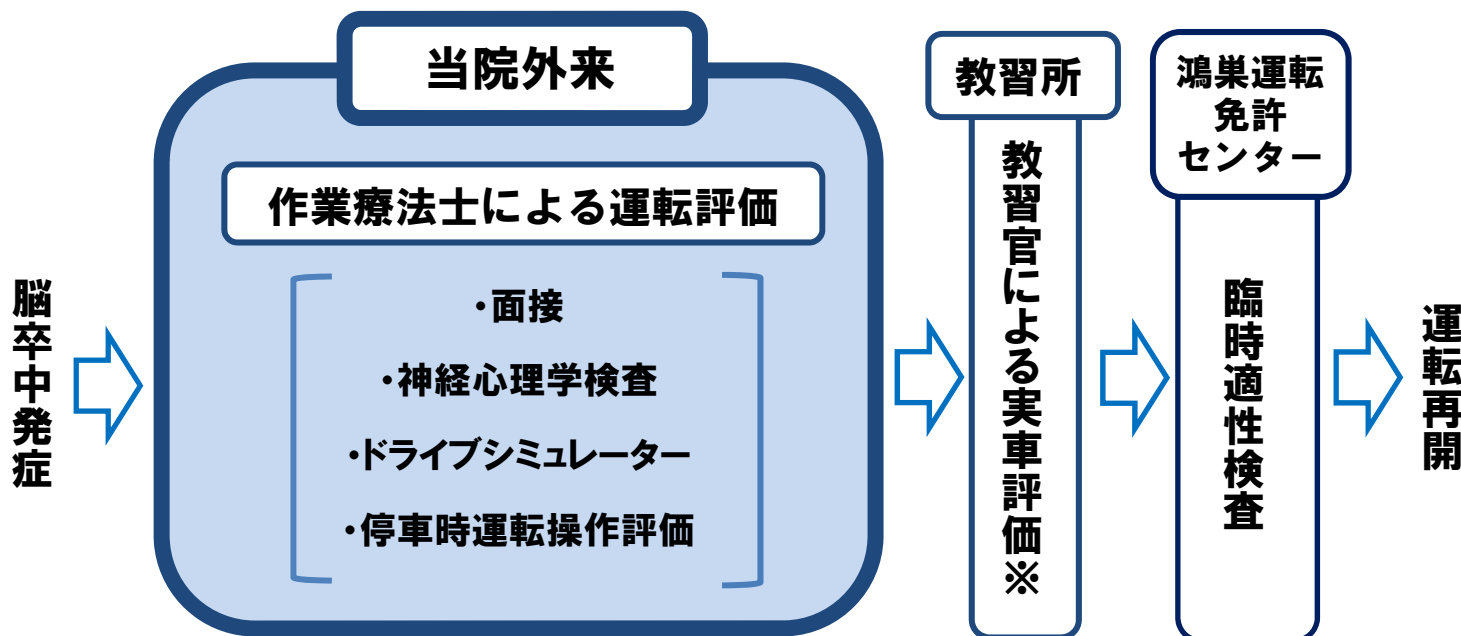 脳卒中発症
当院外来
作業療法士による運転評価
・面接
・神経心理学検査
・ドライブシミュレーター
・停車時運転操作評価
教習所
教習官による実車評価※
鴻巣運転
免許
センター
臨時適性検査
運転再開